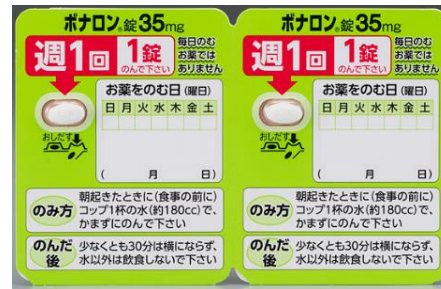 ボナロン®錠35mg
週1回
1錠
のんで下さい
毎日のむ
お薬では
ありません
お薬をのむ日(曜日)
日月火水木金土
おしだす
( 月 日)
のみ方
朝起きたときに(食事の前に)
コップ1杯の水(約180cc)で、
かまずにのんで下さい
のんだ
後
少なくとも30分は横にならず、
水以外は飲食しないで下さい
ボナロン®錠35mg
週1回
1錠
のんで下さい
毎日のむ
お薬では
ありません
お薬をのむ日(曜日)
日月火水木金土
おしだす
( 月 日)
のみ方
朝起きたときに(食事の前に)
コップ1杯の水(約180cc)で、
かまずにのんで下さい
のんだ
後
少なくとも30分は横にならず、
水以外は飲食しないで下さい